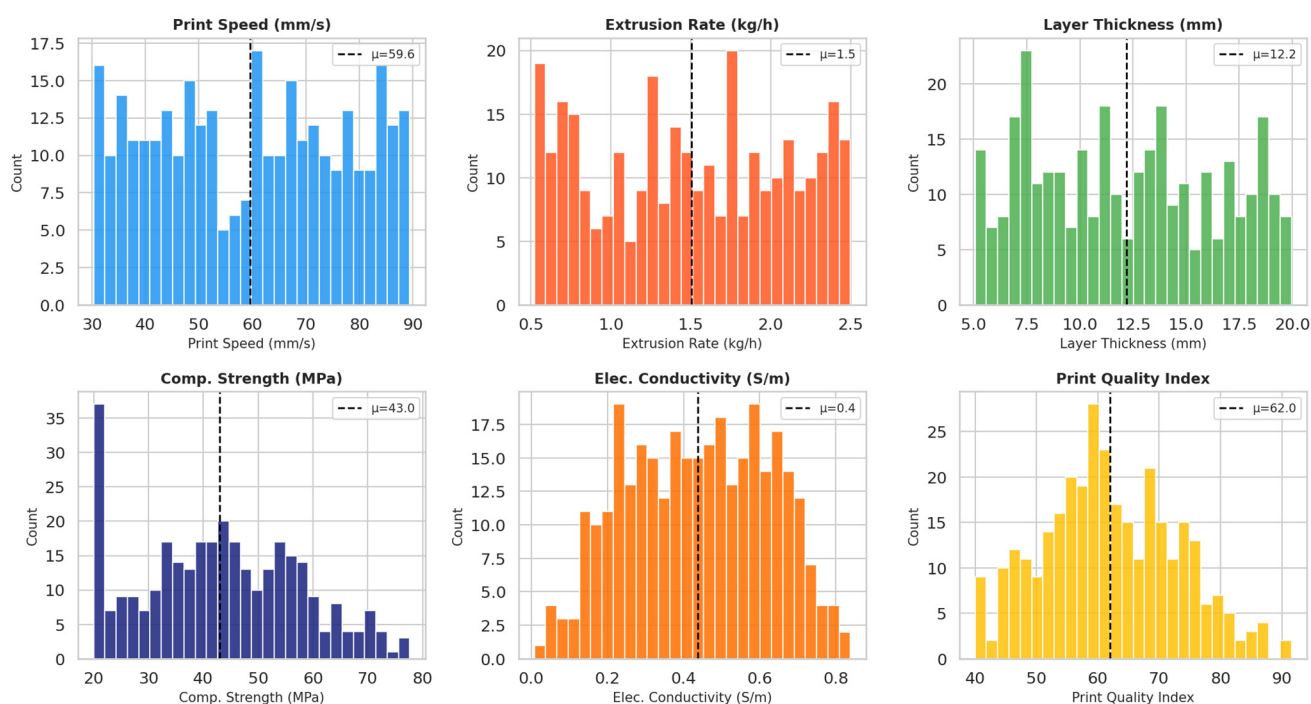 Print Speed (mm/s)
17.5
15.0
12.5
10.0
7.5
5.0
2.5
0.0
Count
μ=59.6
30 40 50 60 70 80 90
Print Speed (mm/s)
Extrusion Rate (kg/h)
20
15
10
5
0
Count
μ=1.5
0.5 1.0 1.5 2.0 2.5
Extrusion Rate (kg/h)
Layer Thickness (mm)
20
15
10
5
0
Count
μ=12.2
5.0 7.5 10.0 12.5 15.0 17.5 20.0
Layer Thickness (mm)
Comp. Strength (MPa)
35
30
25
20
15
10
5
0
Count
μ=43.0
20 30 40 50 60 70 80
Comp. Strength (MPa)
Elec. Conductivity (S/m)
17.5
15.0
12.5
10.0
7.5
5.0
2.5
0.0
Count
μ=0.4
0.0 0.2 0.4 0.6 0.8
Elec. Conductivity (S/m)
Print Quality Index
25
20
15
10
5
0
Count
μ=62.0
40 50 60 70 80 90
Print Quality Index